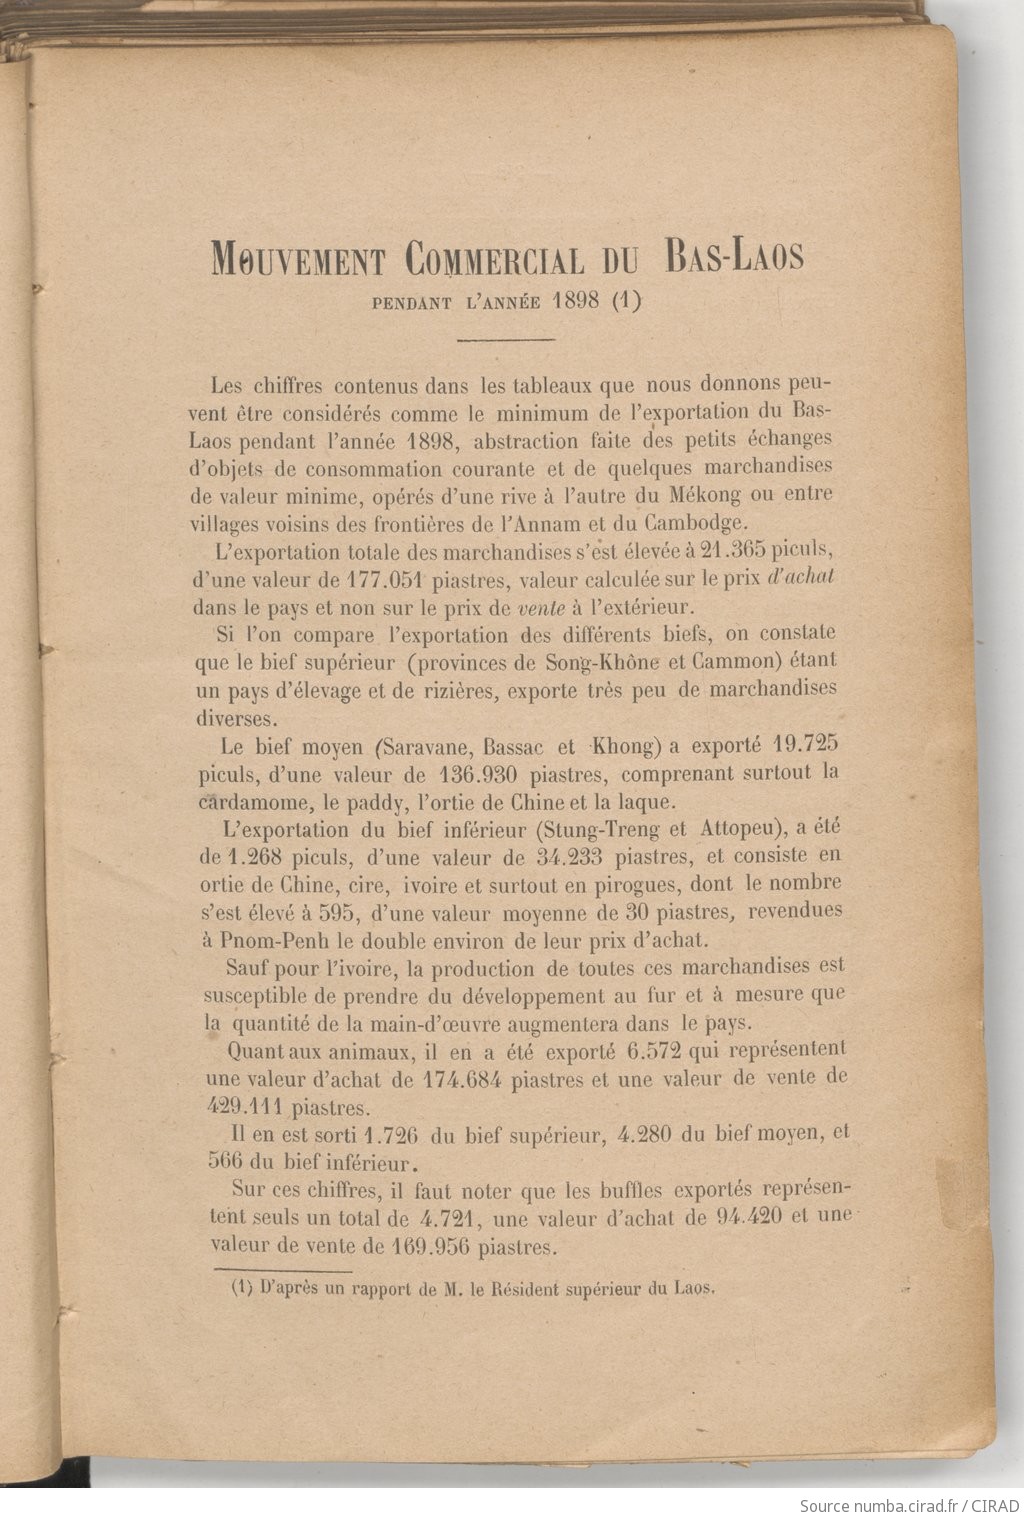 MOUVEMENT COMMERCIAL DU BAS-LAOS
PENDANT L'ANNÉE 1898 (1)
Les chiffres contenus dans les tableaux que nous donnons peu-
vent être considérés comme le minimum de l'exportation du Bas-
Laos pendant l'année 1898, abstraction faite des petits échanges
d'objets de consommation courante et de quelques marchandises
de valeur minime, opérés d'une rive à l'autre du Mékong ou entre
villages voisins des frontières de l'Annam et du Cambodge.
L'exportation totale des marchandises s'est élevée à 21.365 piculs,
d'une valeur de 177.051 piastres, valeur calculée sur le prix d'achat
dans le pays et non sur le prix de vente à l'extérieur.
Si l'on compare l'exportation des différents biefs, on constate
que le bief supérieur (provinces de Song-Khône et Cammon) étant
un pays d'élevage et de rizières, exporte très peu de marchandises
diverses.
Le bief moyen (Saravane, Bassac et Khong) a exporté 19.725
piculs, d'une valeur de 136.930 piastres, comprenant surtout la
cardamome, le paddy, l'ortie de Chine et la laque.
L'exportation du bief inférieur (Stung-Treng et Attopeu), a été
de 1.268 piculs, d'une valeur de 34.233 piastres, et consiste en
ortie de Chine, cire, ivoire et surtout en pirogues, dont le nombre
s'est élevé à 595, d'une valeur moyenne de 30 piastres, revendues
à Pnom-Penh le double environ de leur prix d'achat.
Sauf pour l'ivoire, la production de toutes ces marchandises est
susceptible de prendre du développement au fur et à mesure que
la quantité de la main-d'œuvre augmentera dans le pays.
Quant aux animaux, il en a été exporté 6.572 qui représentent
une valeur d'achat de 174.684 piastres et une valeur de vente de
429.111 piastres.
Il en est sorti 1.726 du bief supérieur, 4.280 du bief moyen, et
566 du bief inférieur.
Sur ces chiffres, il faut noter que les buffles exportés représen-
tent seuls un total de 4.721, une valeur d'achat de 94.420 et une
valeur de vente de 169.956 piastres.
(1) D'après un rapport de M. le Résident supérieur du Laos.
Source numba.cirad.fr / CIRAD